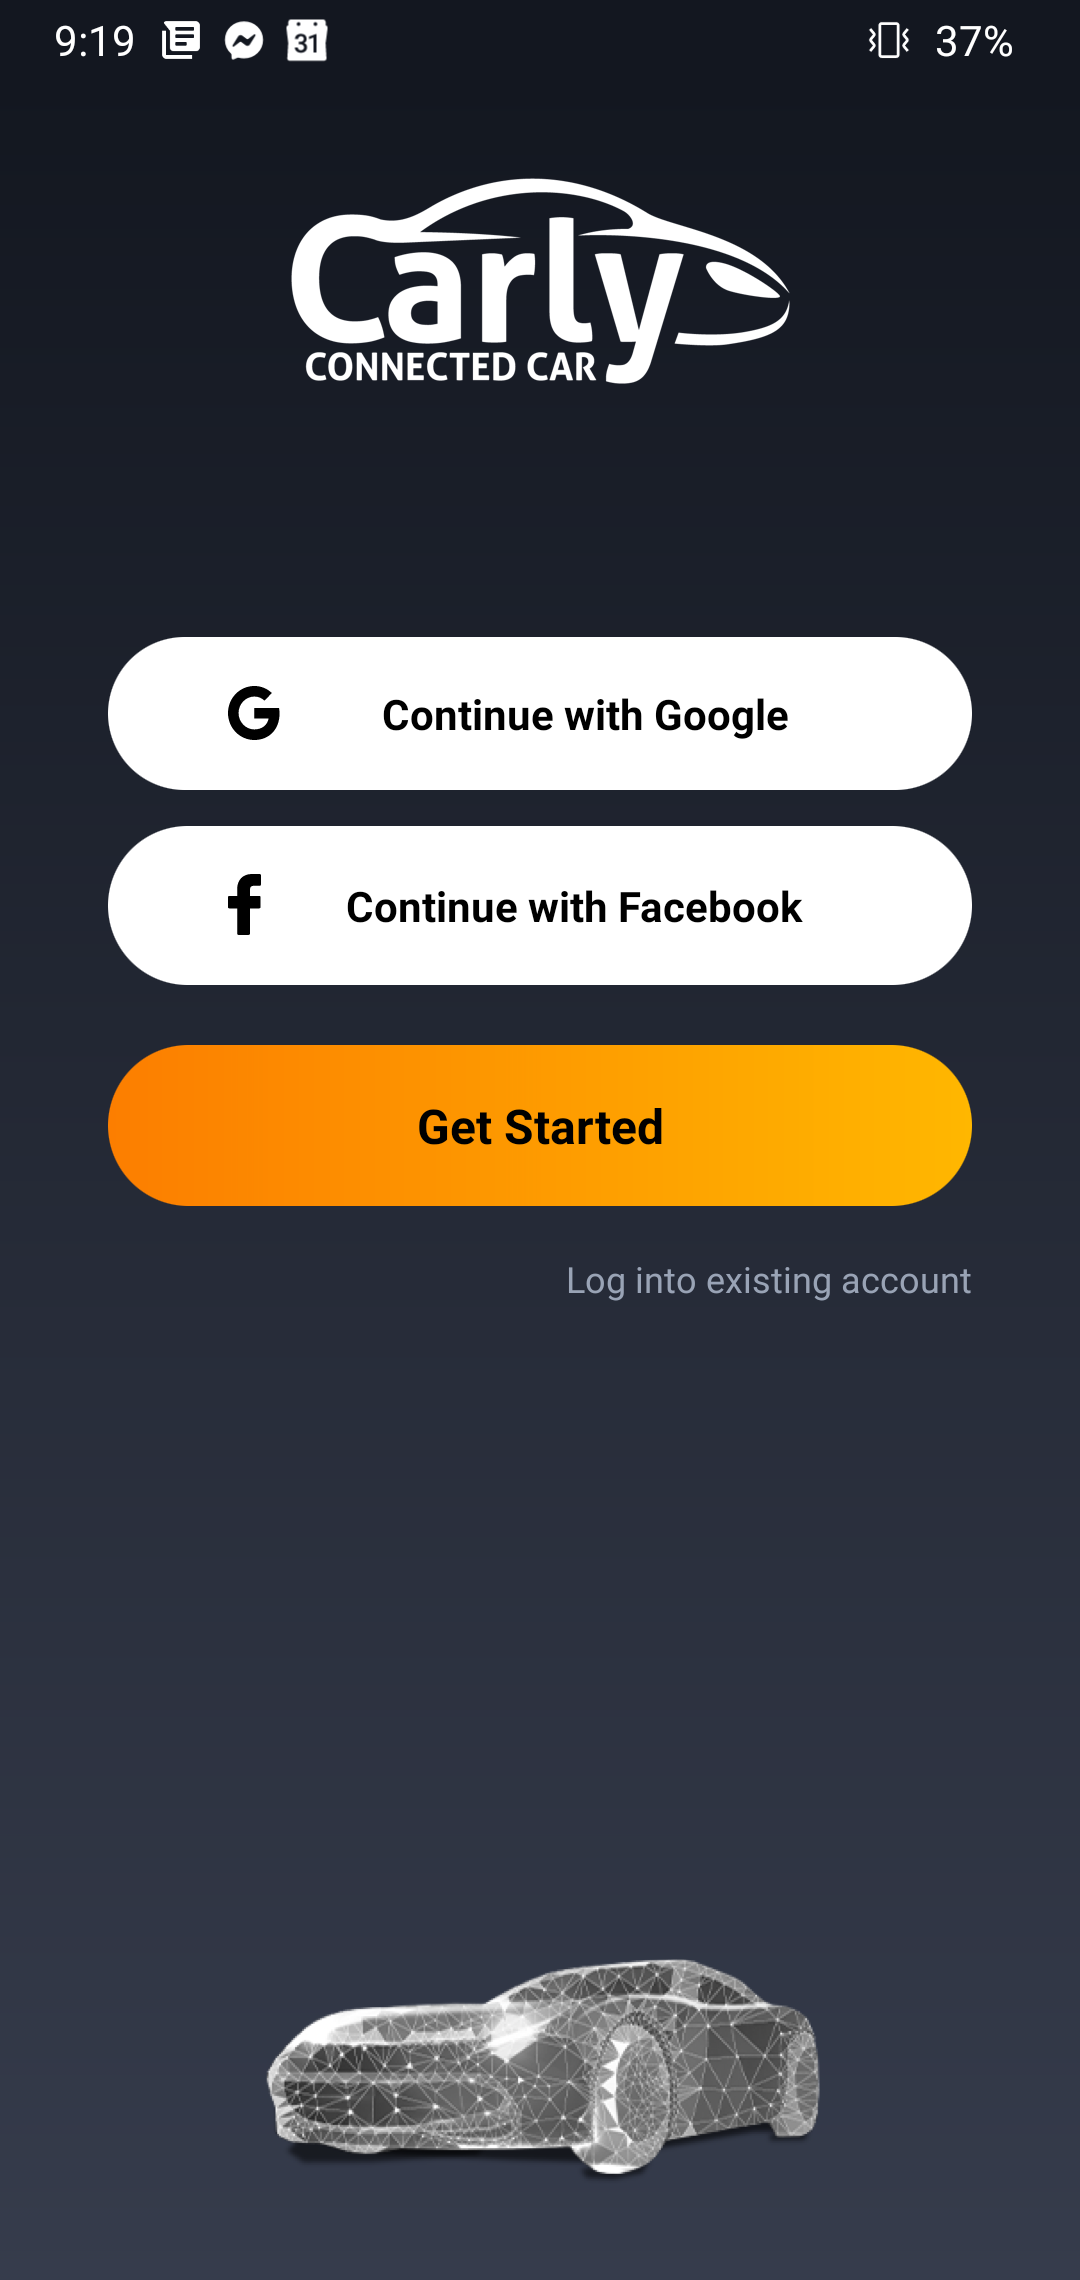 9:19 31 37%
Carly
CONNECTED CAR
Continue with Google
Continue with Facebook
Get Started
Log into existing account